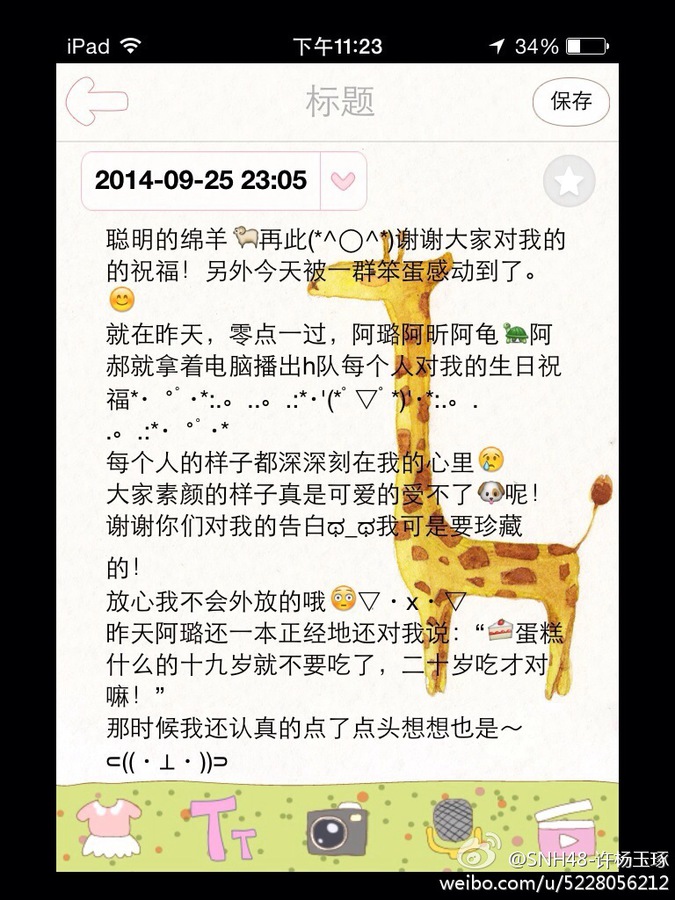 iPad 下午11:23 34%
标题
保存
2014-09-25 23:05
聪明的绵羊🐏再此(*^◯^*)谢谢大家对我的
的祝福！另外今天被一群笨蛋感动到了。
😊
就在昨天，零点一过，阿璐阿昕阿龟🐢阿
郝就拿着电脑播出h队每个人对我的生日祝
福*･゜ﾟ･*:.｡..｡.:*･'(*ﾟ▽ﾟ*)'･*:.｡.
.｡.:*･゜ﾟ･*
每个人的样子都深深刻在我的心里😢
大家素颜的样子真是可爱的受不了🐶呢！
谢谢你们对我的告白ಥ_ಥ我可是要珍藏
的！
放心我不会外放的哦😳▽・x・▽
昨天阿璐还一本正经地还对我说：“🍰蛋糕
什么的十九岁就不要吃了，二十岁吃才对
嘛！”
那时候我还认真的点了点头想想也是～
⊂((・⊥・))⊃
TT
@SNH48-许杨玉琢
weibo.com/u/5228056212